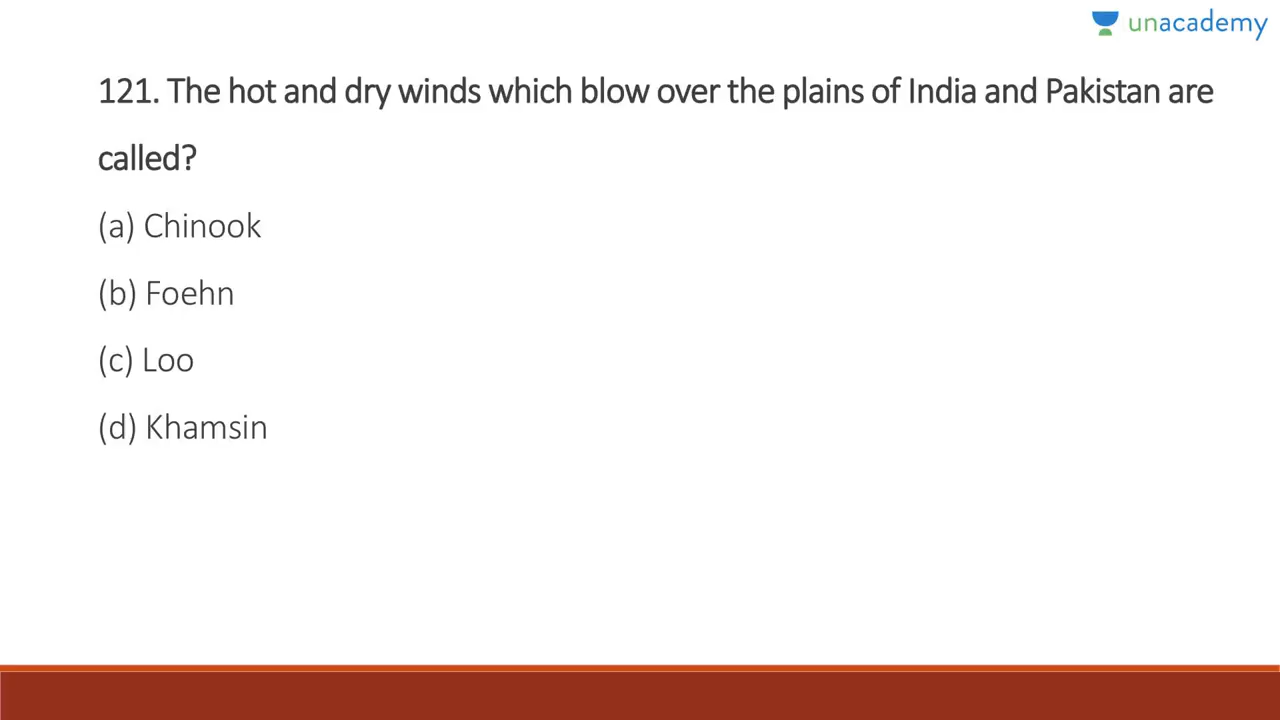 unacademy
121. The hot and dry winds which blow over the plains of India and Pakistan are
called?
(a) Chinook
(b) Foehn
(c) Loo
(d) Khamsin